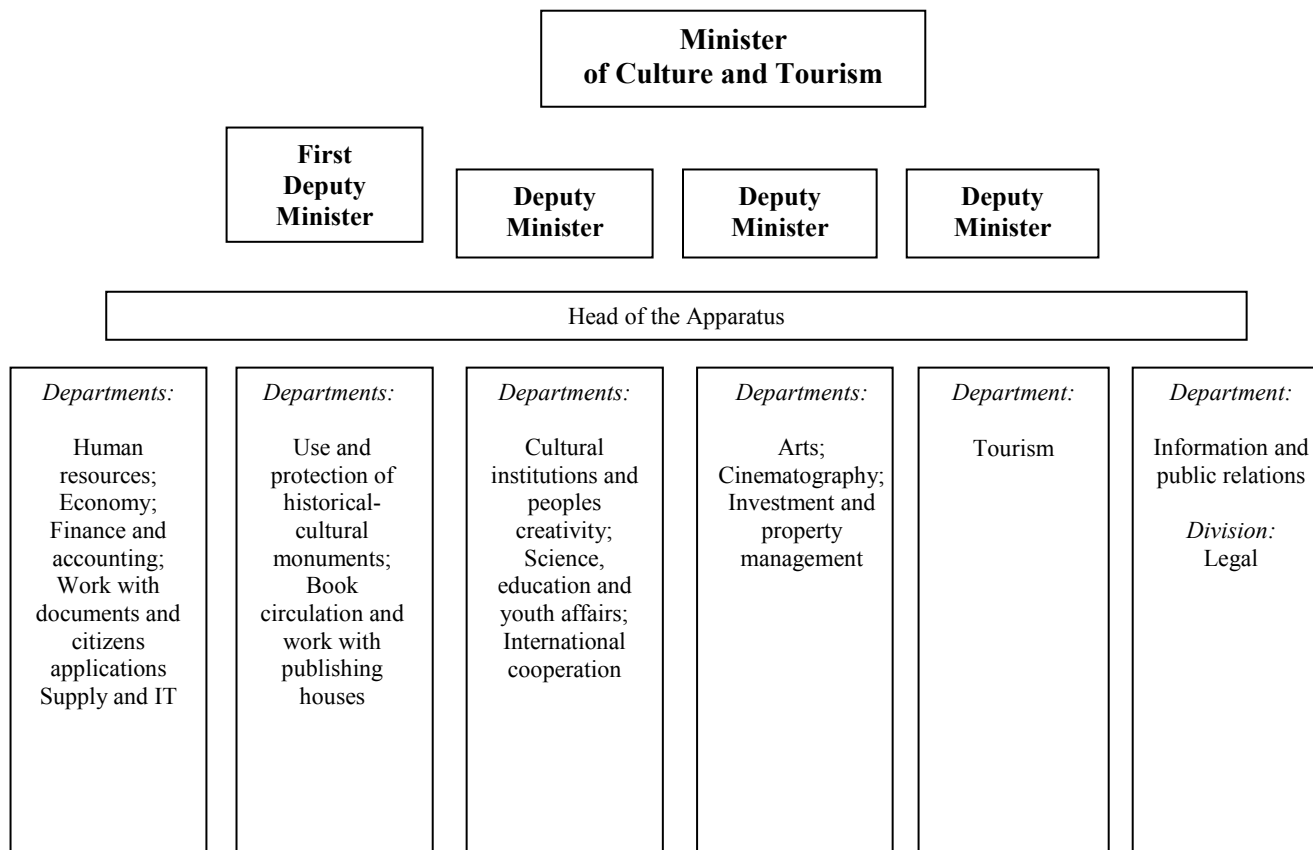 Minister
of Culture and Tourism
First
Deputy
Minister
Deputy
Minister
Deputy
Minister
Deputy
Minister
Head of the Apparatus
Departments:
Human
resources;
Economy;
Finance and
accounting;
Work with
documents and
citizens
applications
Supply and IT
Departments:
Use and
protection of
historical-
cultural
monuments;
Book
circulation and
work with
publishing
houses
Departments:
Cultural
institutions and
peoples
creativity;
Science,
education and
youth affairs;
International
cooperation
Departments:
Arts;
Cinematography;
Investment and
property
management
Department:
Tourism
Department:
Information and
public relations
Division:
Legal